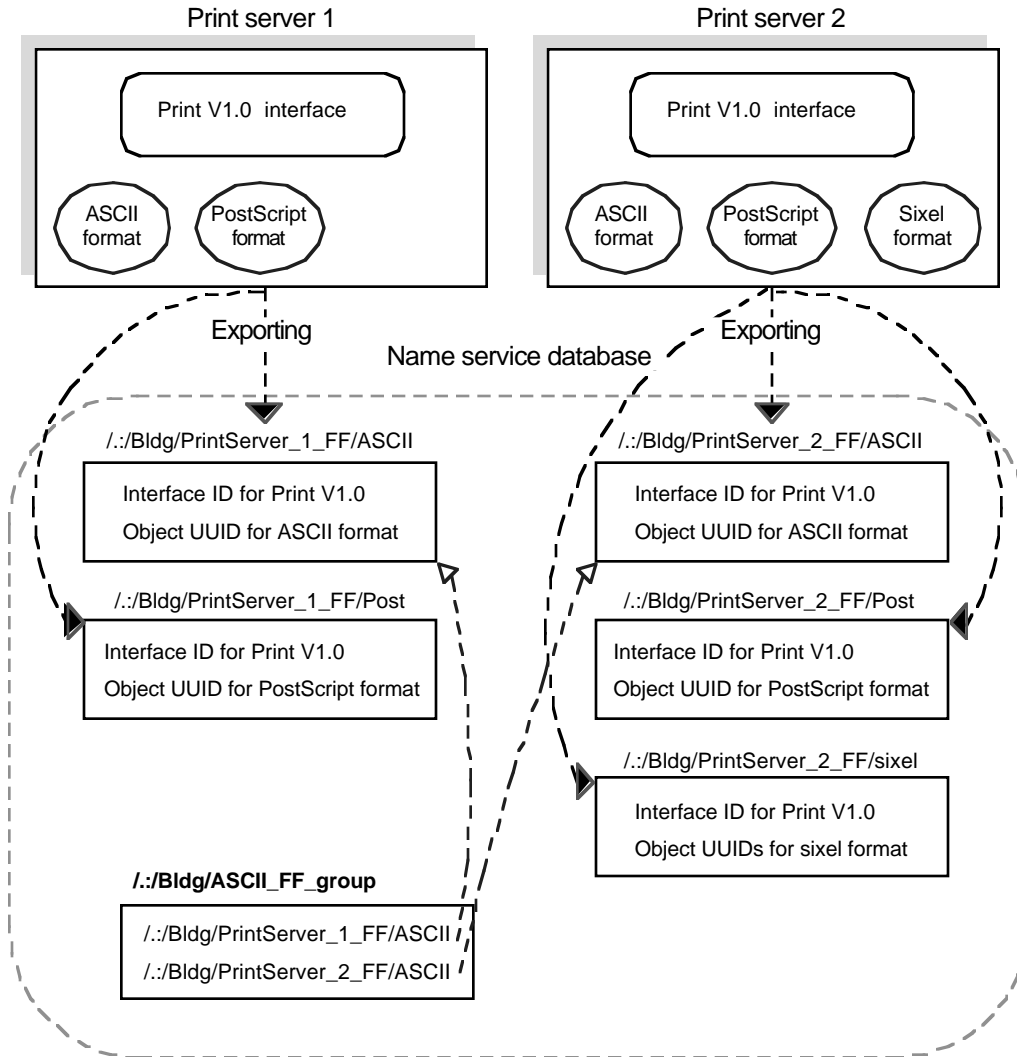 Print server 1
Print server 2
Print V1.0 interface
Print V1.0 interface
ASCII
format
PostScript
format
ASCII
format
PostScript
format
Sixel
format
Exporting
Exporting
Name service database
/.:/Bldg/PrintServer_1_FF/ASCII
Interface ID for Print V1.0
Object UUID for ASCII format
/.:/Bldg/PrintServer_2_FF/ASCII
Interface ID for Print V1.0
Object UUID for ASCII format
/.:/Bldg/PrintServer_1_FF/Post
Interface ID for Print V1.0
Object UUID for PostScript format
/.:/Bldg/PrintServer_2_FF/Post
Interface ID for Print V1.0
Object UUID for PostScript format
/.:/Bldg/PrintServer_2_FF/sixel
Interface ID for Print V1.0
Object UUIDs for sixel format
/.:/Bldg/ASCII_FF_group
/.:/Bldg/PrintServer_1_FF/ASCII
/.:/Bldg/PrintServer_2_FF/ASCII